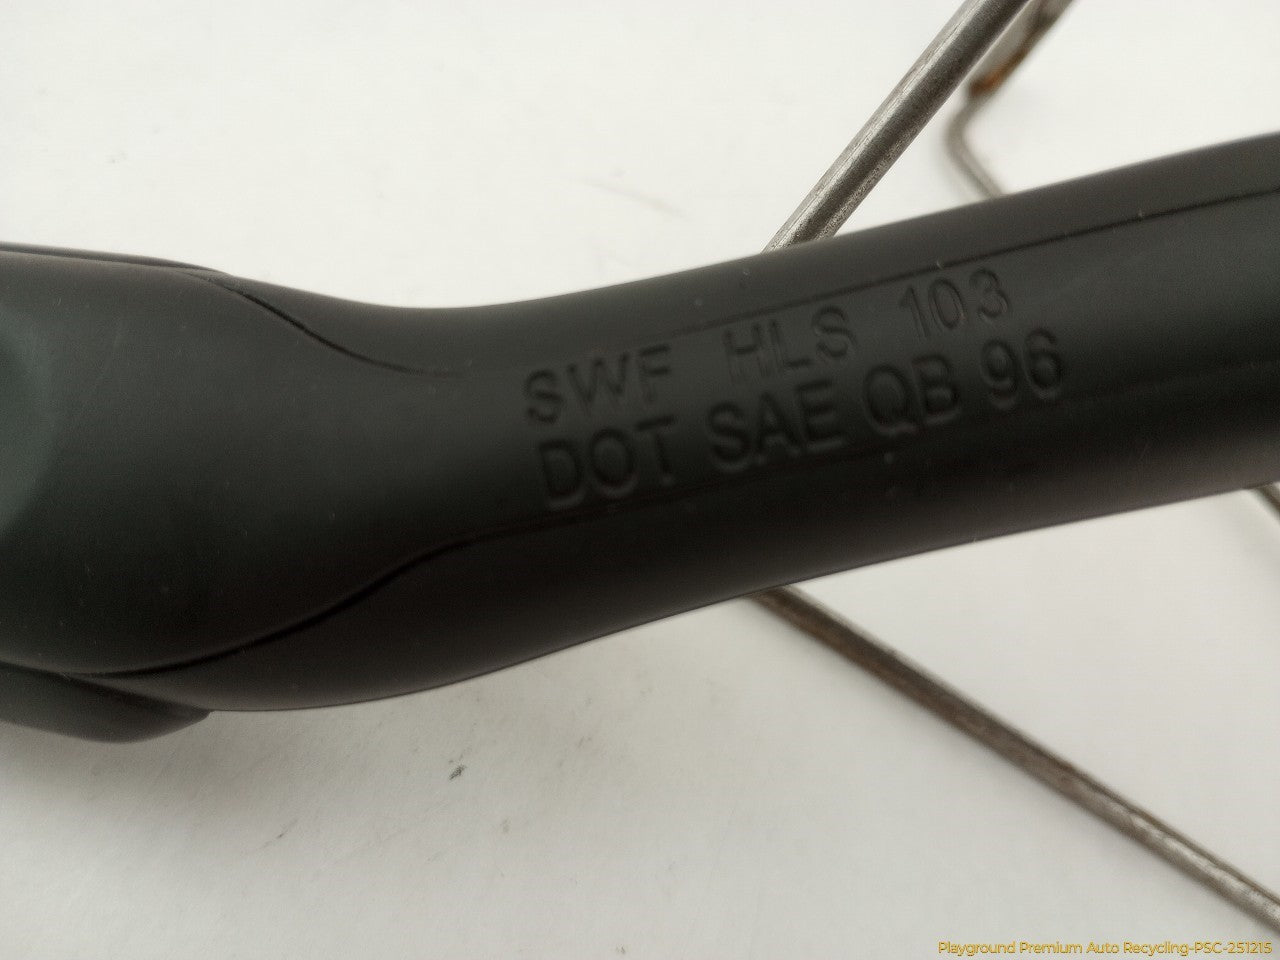 SWF HLS 103
DOT SAE QB 96
Playground Premium Auto Recycling-PSC-251215